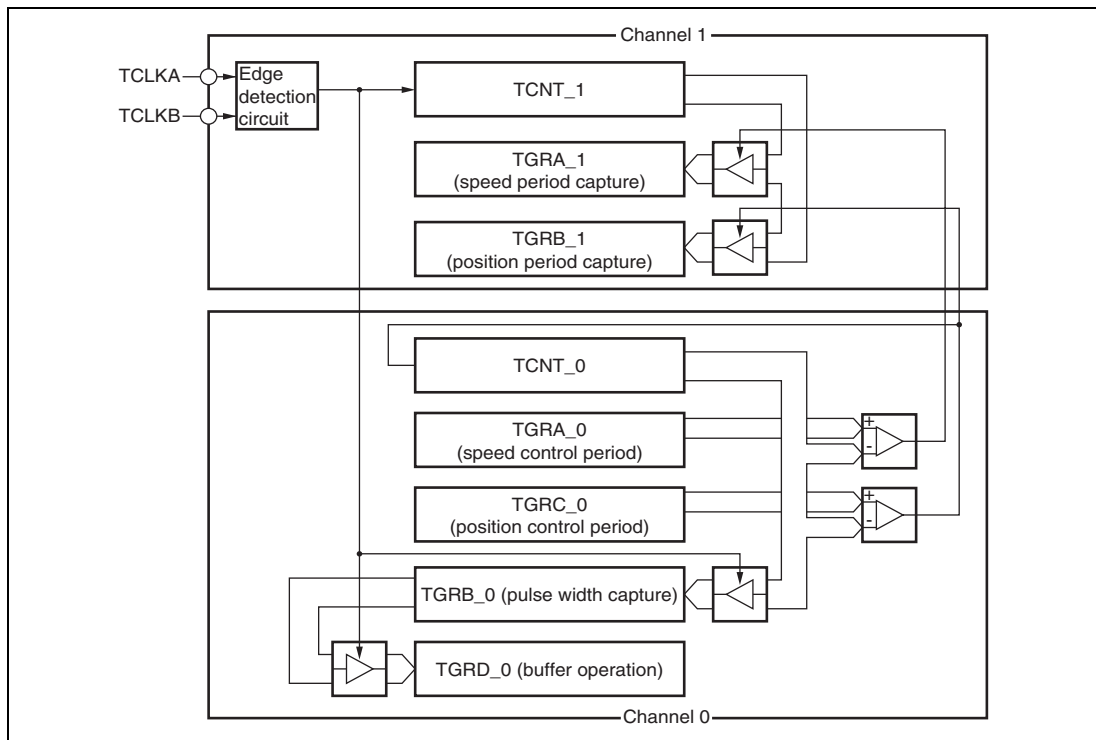 Channel 1
TCLKA
TCLKB
Edge
detection
circuit
TCNT_1
TGRA_1
(speed period capture)
TGRB_1
(position period capture)
TCNT_0
TGRA_0
(speed control period)
+
-
TGRC_0
(position control period)
+
-
TGRB_0 (pulse width capture)
TGRD_0 (buffer operation)
Channel 0